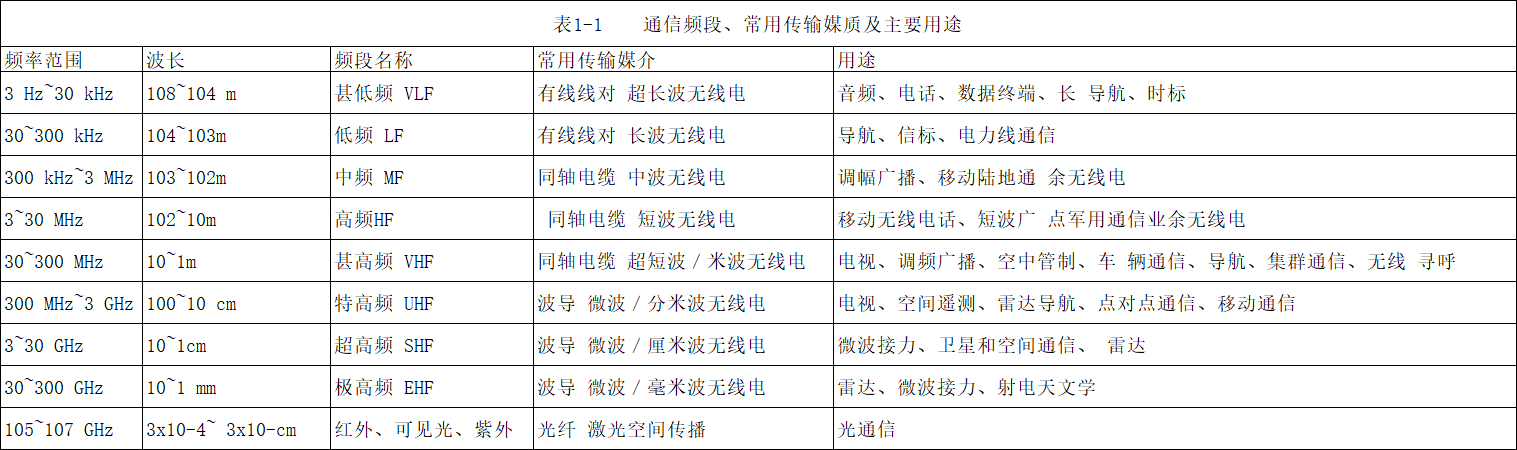 表1-1 通信频段、常用传输媒质及主要用途
频率范围 波长 频段名称 常用传输媒介 用途
3 Hz~30 kHz 108~104 m 甚低频 VLF 有线线对 超长波无线电 音频、电话、数据终端、长 导航、时标
30~300 kHz 104~103m 低频 LF 有线线对 长波无线电 导航、信标、电力线通信
300 kHz~3 MHz 103~102m 中频 MF 同轴电缆 中波无线电 调幅广播、移动陆地通 余无线电
3~30 MHz 102~10m 高频HF 同轴电缆 短波无线电 移动无线电话、短波广 点军用通信业余无线电
30~300 MHz 10~1m 甚高频 VHF 同轴电缆 超短波／米波无线电 电视、调频广播、空中管制、车 辆通信、导航、集群通信、无线 寻呼
300 MHz~3 GHz 100~10 cm 特高频 UHF 波导 微波／分米波无线电 电视、空间遥测、雷达导航、点对点通信、移动通信
3~30 GHz 10~1cm 超高频 SHF 波导 微波／厘米波无线电 微波接力、卫星和空间通信、 雷达
30~300 GHz 10~1 mm 极高频 EHF 波导 微波／毫米波无线电 雷达、微波接力、射电天文学
105~107 GHz 3x10-4~ 3x10-cm 红外、可见光、紫外 光纤 激光空间传播 光通信